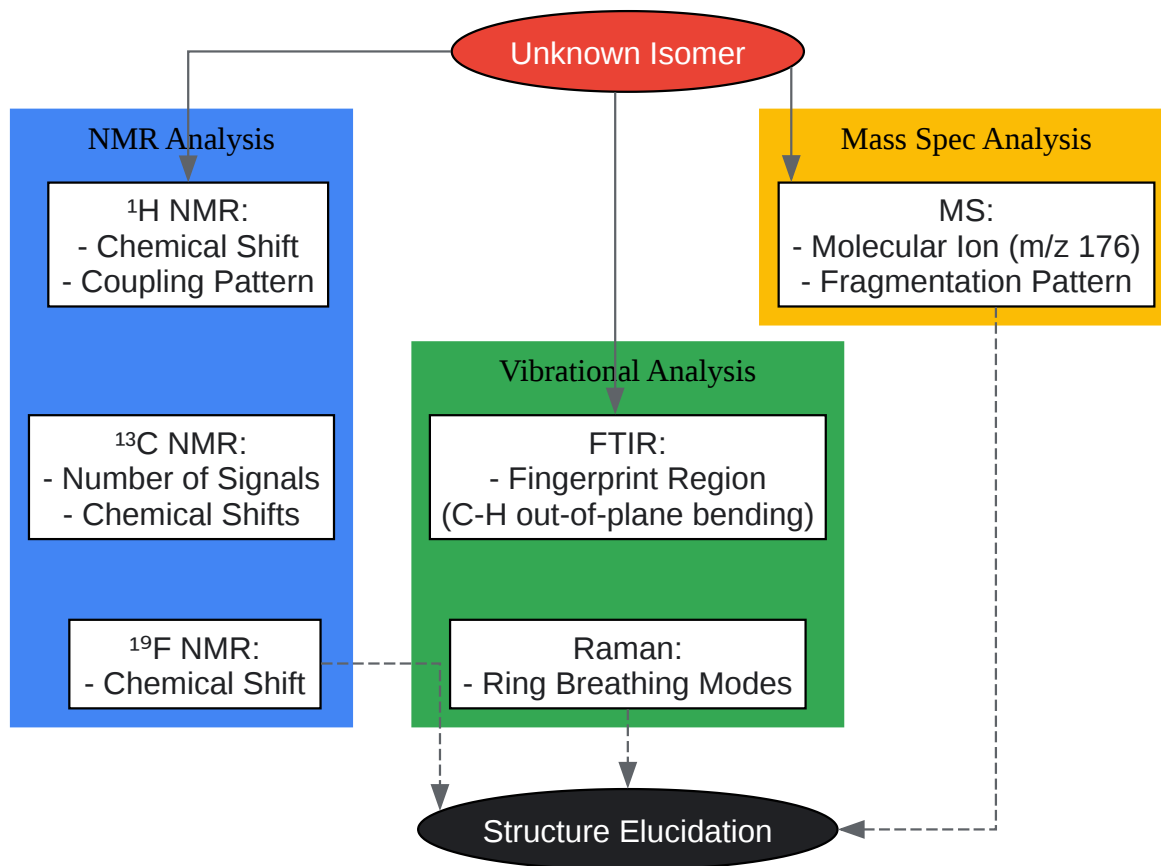 Unknown Isomer
NMR Analysis
¹H NMR:
- Chemical Shift
- Coupling Pattern
¹³C NMR:
- Number of Signals
- Chemical Shifts
¹⁹F NMR:
- Chemical Shift
Vibrational Analysis
FTIR:
- Fingerprint Region
(C-H out-of-plane bending)
Raman:
- Ring Breathing Modes
Mass Spec Analysis
MS:
- Molecular Ion (m/z 176)
- Fragmentation Pattern
Structure Elucidation